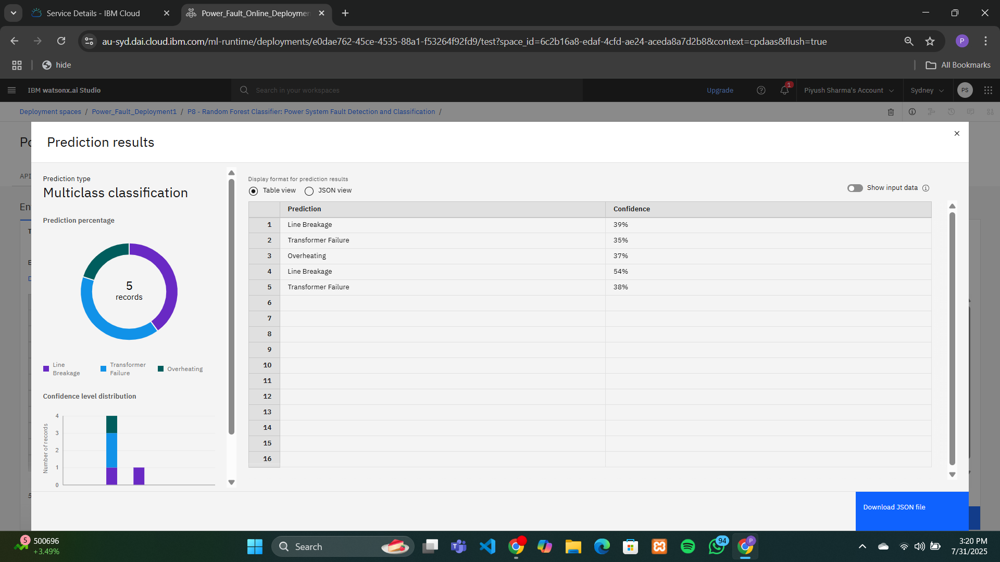 Service Details - IBM Cloud
Power_Fault_Online_Deploymen
au-syd.dai.cloud.ibm.com/ml-runtime/deployments/e0dae762-45ce-4535-88a1-f53264f92fd9/test?space_id=6c2b16a8-edaf-4cfd-ae24-aceda8a7d2b8&context=cpdaas&flush=true
P
hide
All Bookmarks
IBM watsonx.ai Studio
Search in your workspaces
Upgrade
1
Piyush Sharma's Account
Sydney
PS
Deployment spaces / Power_Fault_Deployment1 / P8 - Random Forest Classifier: Power System Fault Detection and Classification /
Po
API
En
T
E
D
5
Prediction results
Prediction type
Multiclass classification
Prediction percentage
5
records
Line Breakage
Transformer Failure
Overheating
Confidence level distribution
Number of records
4
3
2
1
0
Display format for prediction results
Table view
JSON view
Show input data
Prediction Confidence
1 Line Breakage 39%
2 Transformer Failure 35%
3 Overheating 37%
4 Line Breakage 54%
5 Transformer Failure 38%
6
7
8
9
10
11
12
13
14
15
16
Download JSON file
5
500696
+3.49%
Search
94
P
3:20 PM
7/31/2025